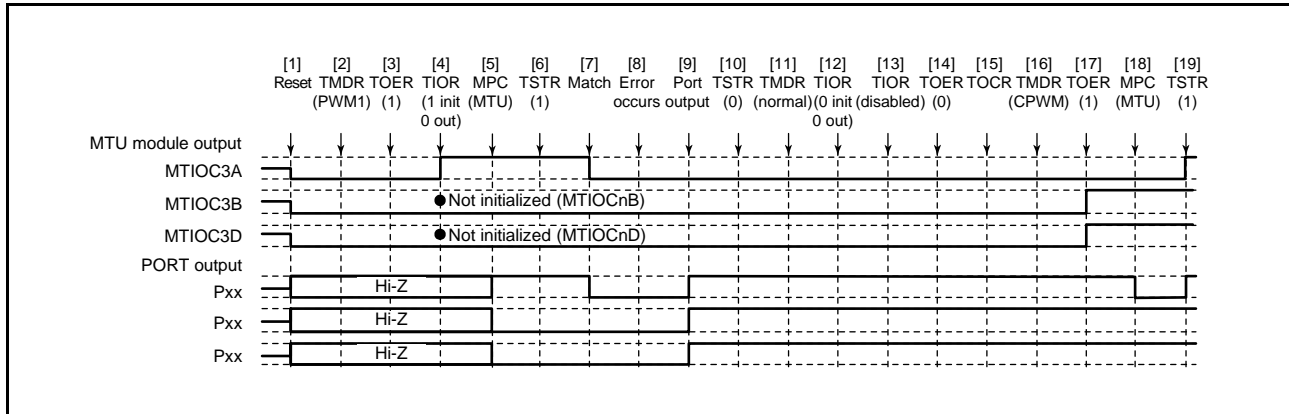 [1] [2] [3] [4] [5] [6] [7] [8] [9] [10] [11] [12] [13] [14] [15] [16] [17] [18] [19]
Reset TMDR TOER TIOR MPC TSTR Match Error Port TSTR TMDR TIOR TIOR TOER TOCR TMDR TOER MPC TSTR
(PWM1) (1) (1 init (MTU) (1) occurs output (0) (normal) (0 init (disabled) (0) (CPWM) (1) (MTU) (1)
0 out) 0 out)
MTU module output
MTIOC3A
MTIOC3B Not initialized (MTIOCnB)
MTIOC3D Not initialized (MTIOCnD)
PORT output
Pxx Hi-Z
Pxx Hi-Z
Pxx Hi-Z